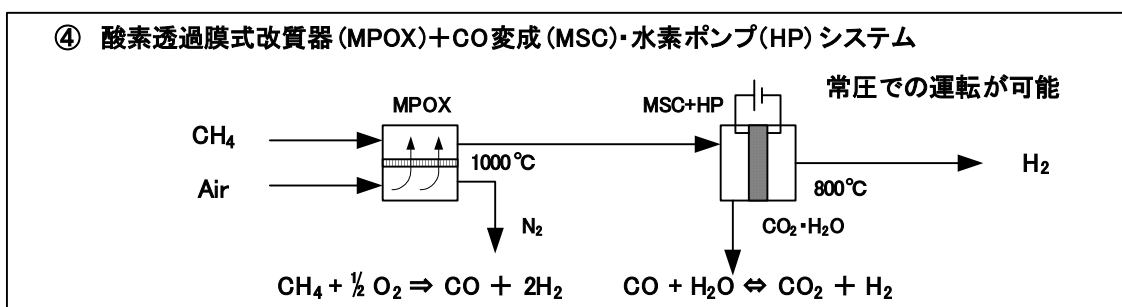 ④ 酸素透過膜式改質器(MPOX)+CO変成(MSC)・水素ポンプ(HP)システム
常圧での運転が可能
MPOX
MSC+HP
CH₄
1000℃
H₂
Air
800℃
N₂
CO₂・H₂O
CH₄ + ½ O₂ ⇒ CO + 2H₂
CO + H₂O ⇔ CO₂ + H₂